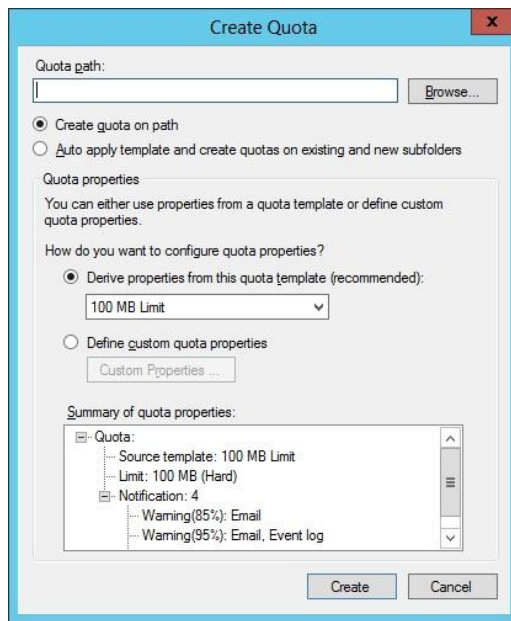 Create Quota
x
Quota path:
Browse...
Create quota on path
Auto apply template and create quotas on existing and new subfolders
Quota properties
You can either use properties from a quota template or define custom
quota properties.
How do you want to configure quota properties?
Derive properties from this quota template (recommended):
100 MB Limit
Define custom quota properties
Custom Properties ...
Summary of quota properties:
Quota:
Source template: 100 MB Limit
Limit: 100 MB (Hard)
Notification: 4
Warning(85%): Email
Warning(95%): Email, Event log
Create
Cancel